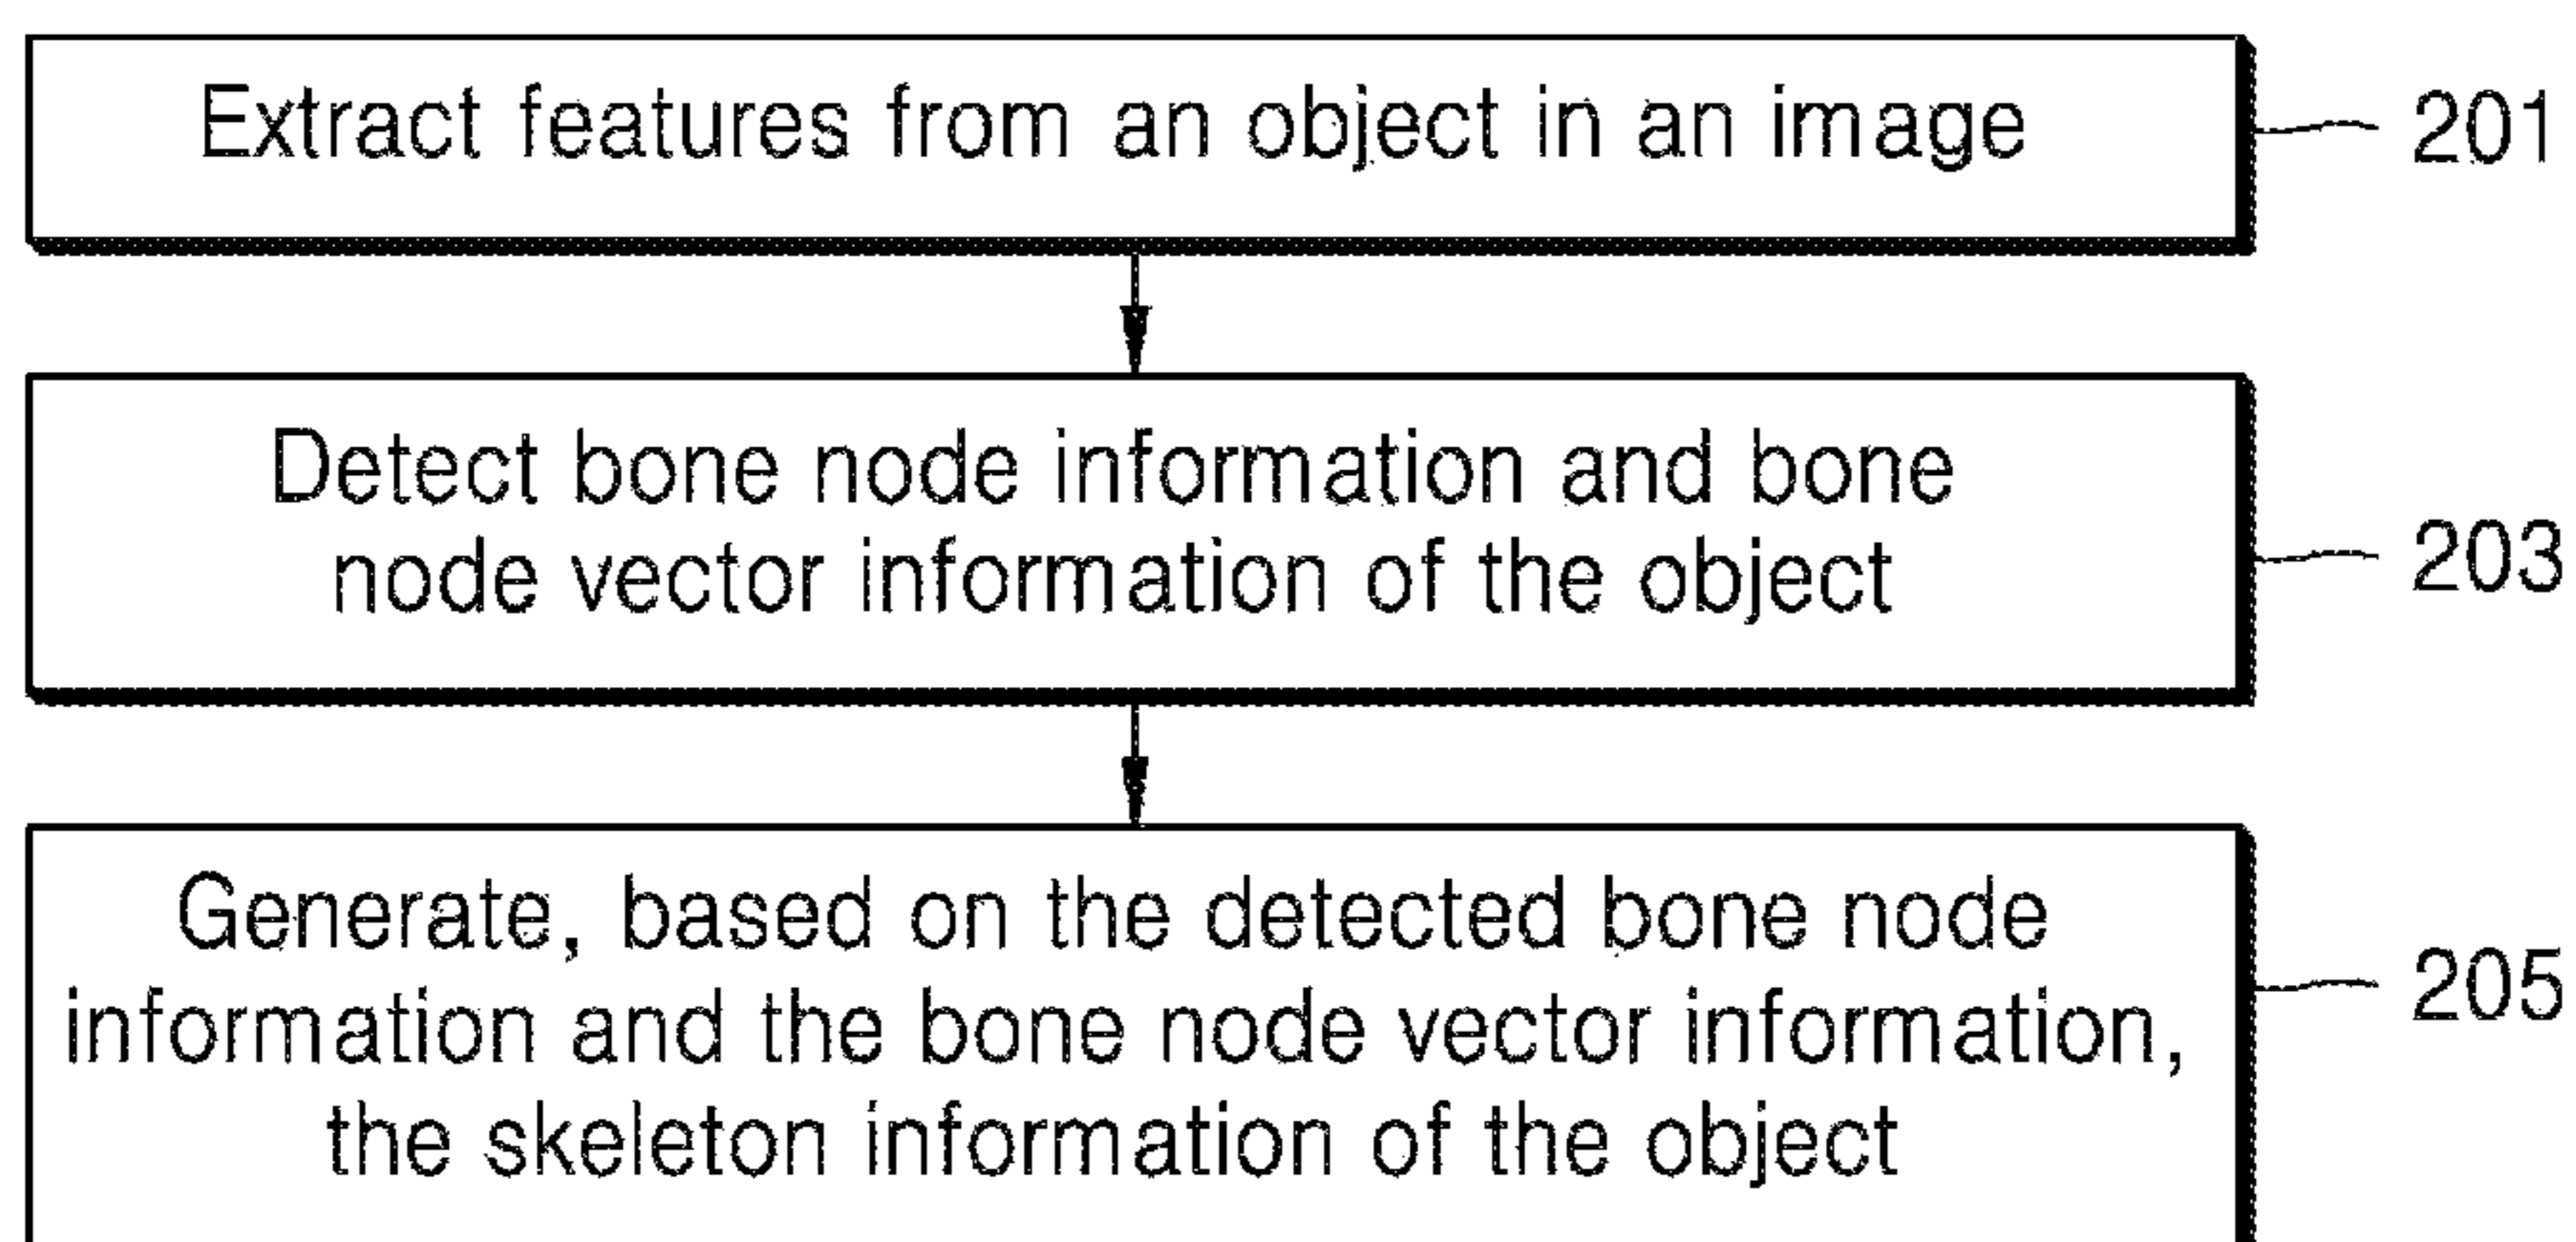 Extract features from an object in an image
201
Detect bone node information and bone
node vector information of the object
203
Generate, based on the detected bone node
information and the bone node vector information,
the skeleton information of the object
205